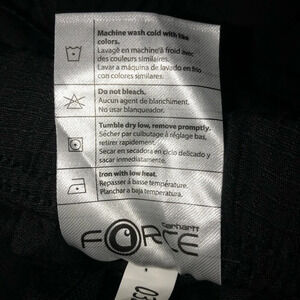 Machine wash cold with like
colors.
Lavage en machine à froid avec
des couleurs similaires.
Lavar a máquina de lavado en frío
con colores similares.
Do not bleach.
Aucun agent de blanchiment.
No usar blanqueador.
Tumble dry low, remove promptly.
Sécher par culbutage à réglage bas,
retirer rapidement.
Secar en secadora en ciclo delicado y
sacar inmediatamente.
Iron with low heat.
Repasser á basse température.
Planchar a baja temperatura.
Carhartt
FORCE